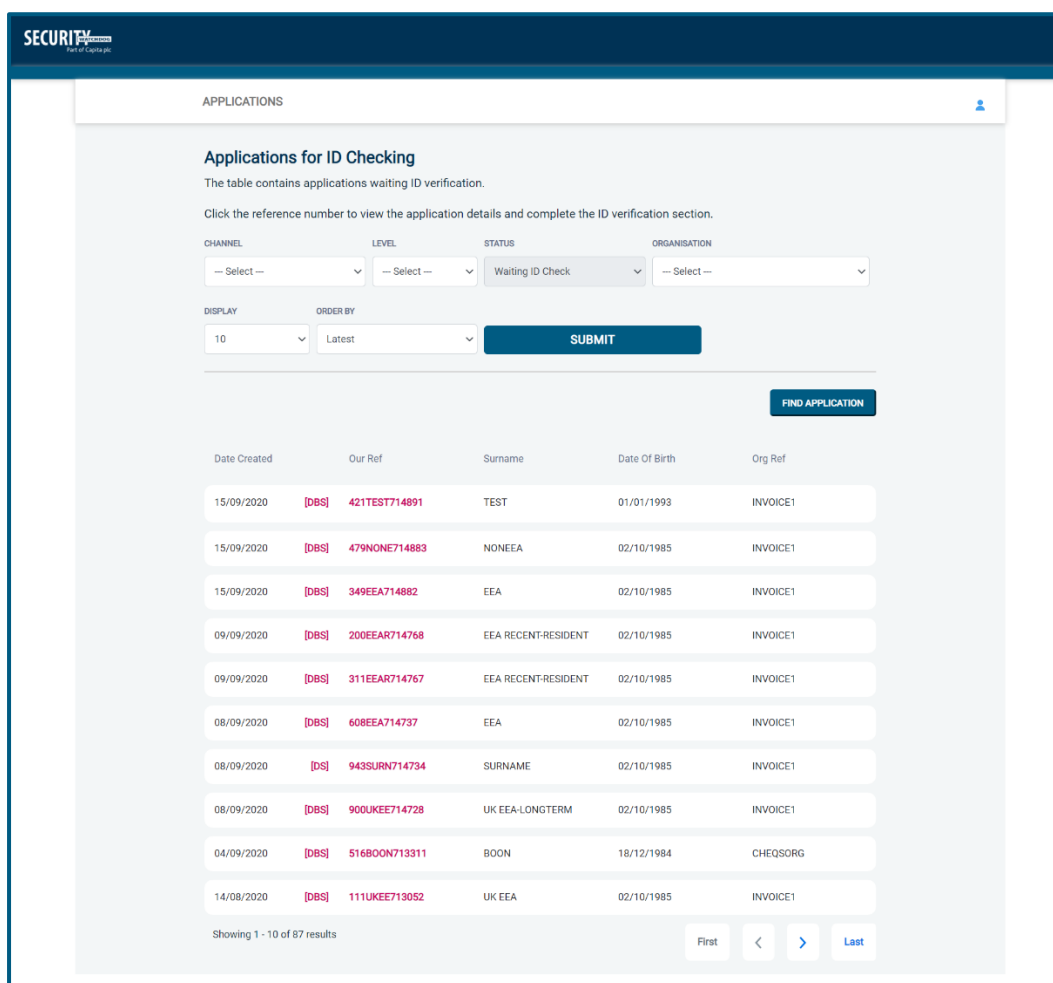 SECURITY
Part of Capita plc
APPLICATIONS
Applications for ID Checking
The table contains applications waiting ID verification.
Click the reference number to view the application details and complete the ID verification section.
CHANNEL LEVEL STATUS ORGANISATION
--- Select --- --- Select --- Waiting ID Check --- Select ---
DISPLAY ORDER BY
10 Latest SUBMIT
FIND APPLICATION
Date Created Our Ref Surname Date Of Birth Org Ref
15/09/2020 [DBS] 421TEST714891 TEST 01/01/1993 INVOICE1
15/09/2020 [DBS] 479NONE714883 NONEEA 02/10/1985 INVOICE1
15/09/2020 [DBS] 349EEA714882 EEA 02/10/1985 INVOICE1
09/09/2020 [DBS] 200EEAR714768 EEA RECENT-RESIDENT 02/10/1985 INVOICE1
09/09/2020 [DBS] 311EEAR714767 EEA RECENT-RESIDENT 02/10/1985 INVOICE1
08/09/2020 [DBS] 608EEA714737 EEA 02/10/1985 INVOICE1
08/09/2020 [DS] 943SURN714734 SURNAME 02/10/1985 INVOICE1
08/09/2020 [DBS] 900UKEE714728 UK EEA-LONGTERM 02/10/1985 INVOICE1
04/09/2020 [DBS] 516BOON713311 BOON 18/12/1984 CHEQSORG
14/08/2020 [DBS] 111UKEE713052 UK EEA 02/10/1985 INVOICE1
Showing 1 - 10 of 87 results
First < > Last